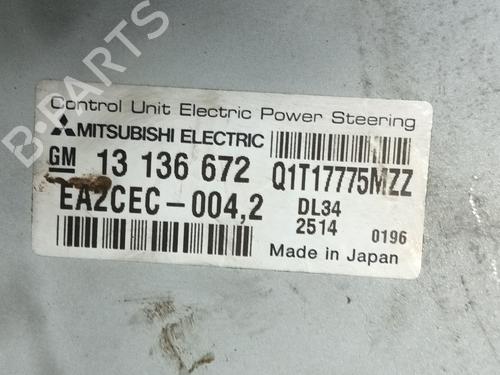 B-PARTS
Control Unit Electric Power Steering
MITSUBISHI ELECTRIC
GM 13 136 672 Q1T17775MZZ
EA2CEC-004,2 DL34
2514 0196
Made in Japan